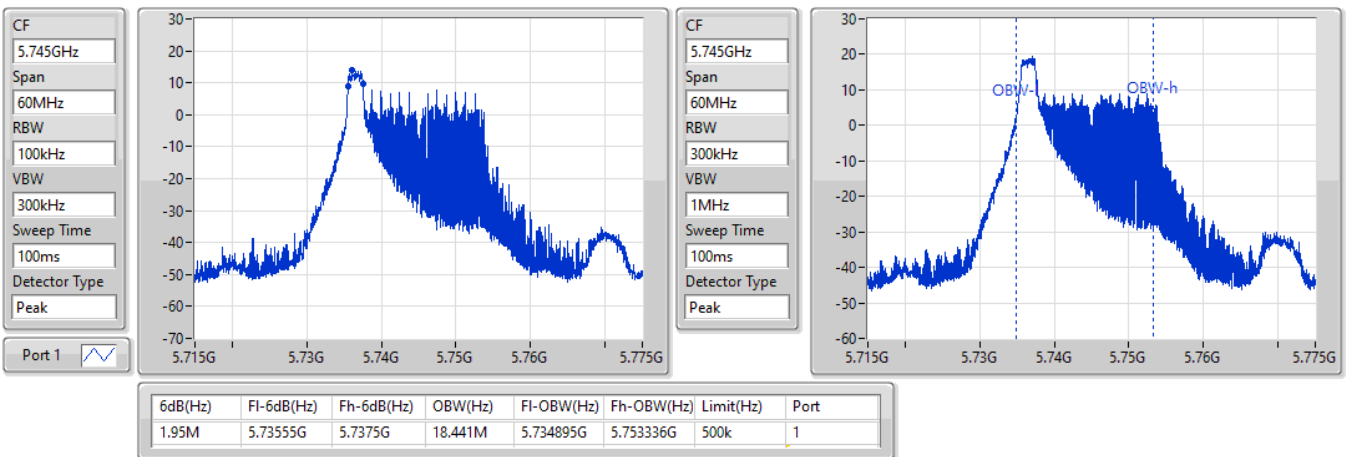 CF
5.745GHz
Span
60MHz
RBW
100kHz
VBW
300kHz
Sweep Time
100ms
Detector Type
Peak
Port 1
30
20
10
0
-10
-20
-30
-40
-50
-60
-70
5.715G 5.73G 5.74G 5.75G 5.76G 5.775G
CF
5.745GHz
Span
60MHz
RBW
300kHz
VBW
1MHz
Sweep Time
100ms
Detector Type
Peak
30
20
10
0
-10
-20
-30
-40
-50
-60
OBW-h
5.715G 5.73G 5.74G 5.75G 5.76G 5.775G
6dB(Hz) Fl-6dB(Hz) Fh-6dB(Hz) OBW(Hz) Fl-OBW(Hz) Fh-OBW(Hz) Limit(Hz) Port
1.95M 5.73555G 5.7375G 18.441M 5.734895G 5.753336G 500k 1